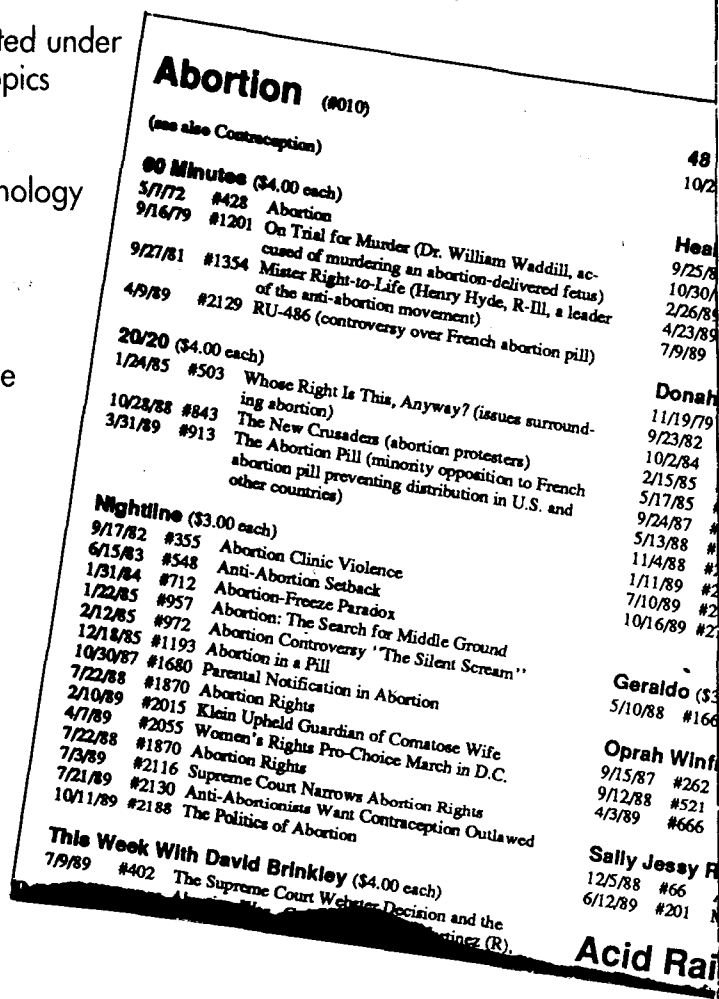 ted under
pics
nology
e
Abortion (#010)
(see also Contraception)
60 Minutes ($4.00 each)
5/7/72 #428 Abortion
9/16/79 #1201 On Trial for Murder (Dr. William Waddill, ac-
cused of murdering an abortion-delivered fetus)
9/27/81 #1354 Mister Right-to-Life (Henry Hyde, R-Ill, a leader
of the anti-abortion movement)
4/9/89 #2129 RU-486 (controversy over French abortion pill)
20/20 ($4.00 each)
1/24/85 #503 Whose Right Is This, Anyway? (issues surround-
ing abortion)
10/28/88 #843 The New Crusaders (abortion protesters)
3/31/89 #913 The Abortion Pill (minority opposition to French
abortion pill preventing distribution in U.S. and
other countries)
Nightline ($3.00 each)
9/17/82 #355 Abortion Clinic Violence
6/15/83 #548 Anti-Abortion Setback
1/31/84 #712 Abortion-Freeze Paradox
1/22/85 #957 Abortion: The Search for Middle Ground
2/12/85 #972 Abortion Controversy "The Silent Scream"
12/18/85 #1193 Abortion in a Pill
10/30/87 #1680 Parental Notification in Abortion
7/22/88 #1870 Abortion Rights
2/10/89 #2015 Klein Upheld Guardian of Comatose Wife
4/7/89 #2055 Women's Rights Pro-Choice March in D.C.
7/22/88 #1870 Abortion Rights
7/3/89 #2116 Supreme Court Narrows Abortion Rights
7/21/89 #2130 Anti-Abortionists Want Contraception Outlawed
10/11/89 #2188 The Politics of Abortion
This Week With David Brinkley ($4.00 each)
7/9/89 #402 The Supreme Court Webster Decision and the
(R),
48
10/2
Heal
9/25/8
10/30/
2/26/89
4/23/89
7/9/89
Donah
11/19/79
9/23/82
10/2/84
2/15/85
5/17/85 #
9/24/87 #
5/13/88 #
11/4/88 #2
1/11/89 #2
7/10/89 #2
10/16/89 #22
Geraldo ($3
5/10/88 #166
Oprah Winf
9/15/87 #262
9/12/88 #521
4/3/89 #666
Sally Jessy R
12/5/88 #66
6/12/89 #201
Acid Rai